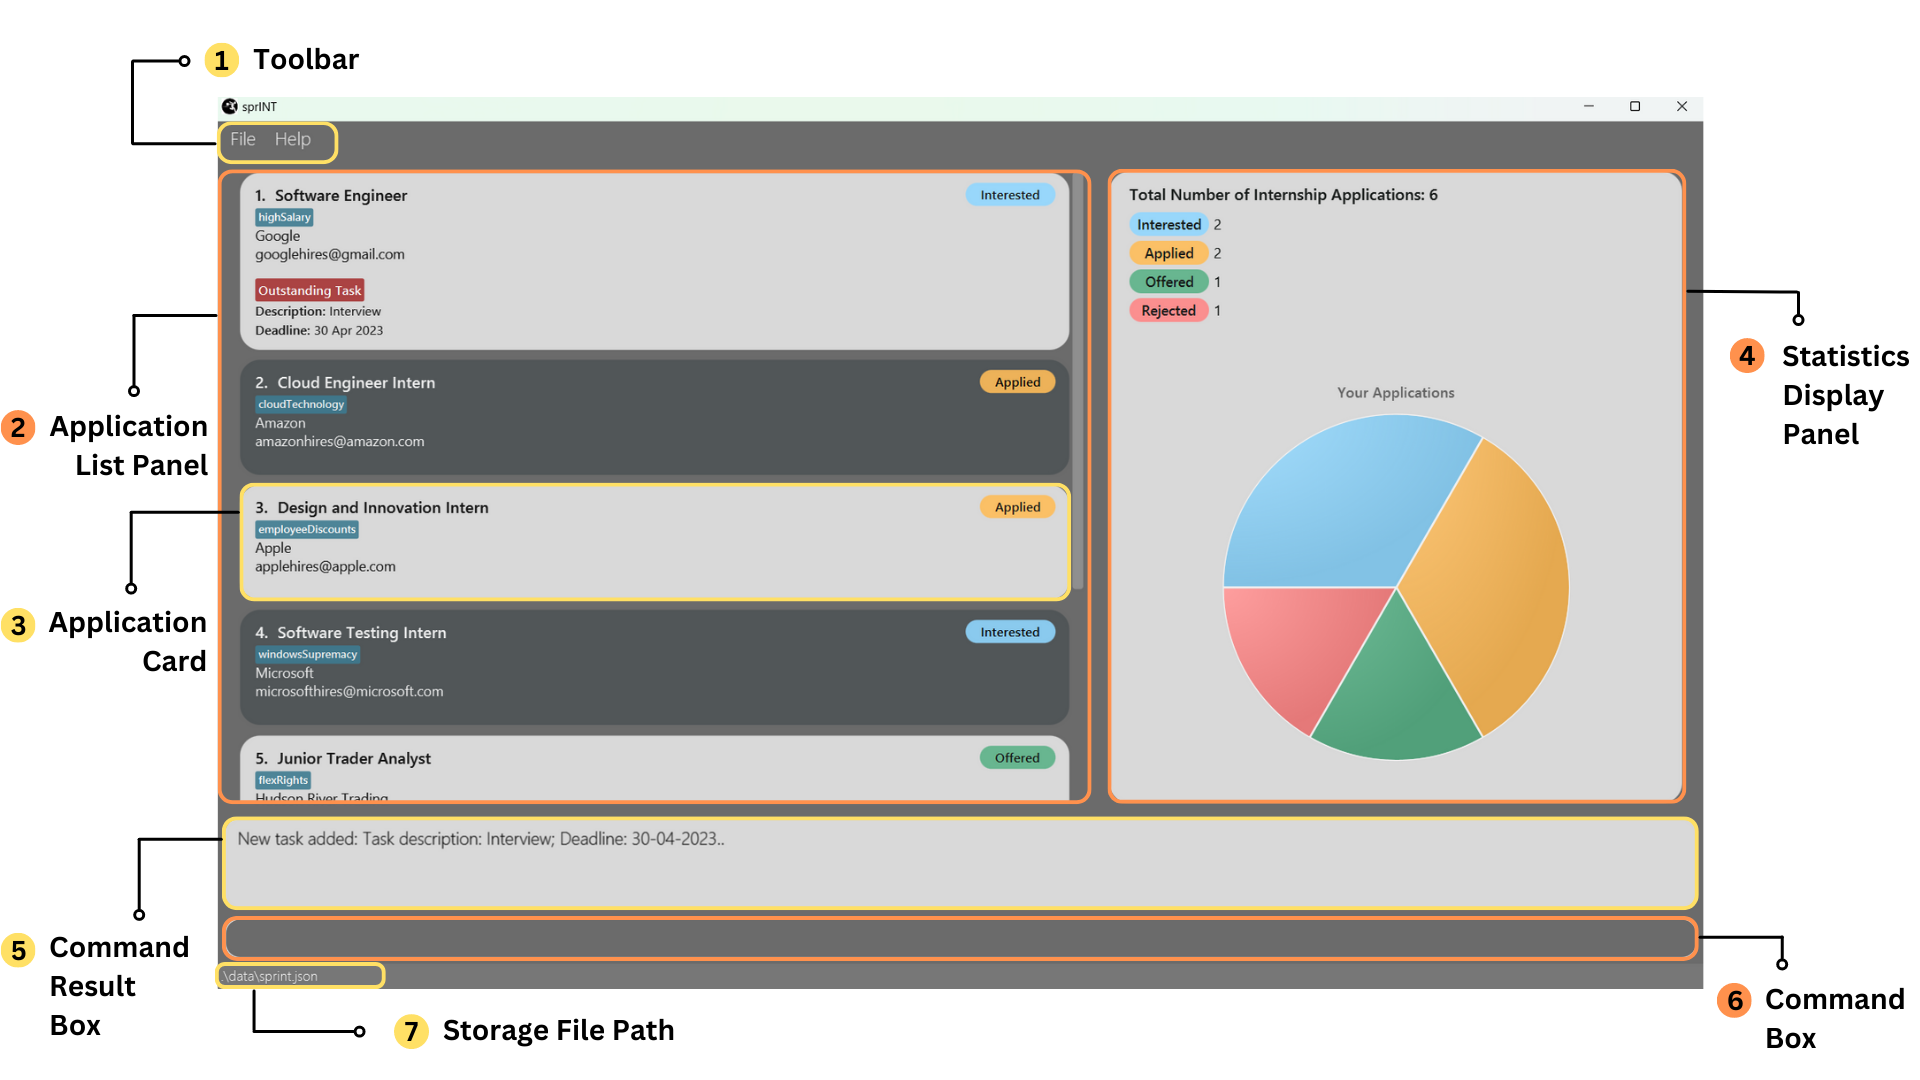 1 Toolbar
sprINT
File Help
1. Software Engineer
Interested
highSalary
Google
googlehires@gmail.com
Outstanding Task
Description: Interview
Deadline: 30 Apr 2023
2. Cloud Engineer Intern
Applied
cloudTechnology
Amazon
amazonhires@amazon.com
3. Design and Innovation Intern
Applied
employeeDiscounts
Apple
applehires@apple.com
4. Software Testing Intern
Interested
windowsSupremacy
Microsoft
microsofthires@microsoft.com
5. Junior Trader Analyst
Offered
flexRights
Hudson River Trading
Total Number of Internship Applications: 6
Interested 2
Applied 2
Offered 1
Rejected 1
Your Applications
2 Application
List Panel
3 Application
Card
4 Statistics
Display
Panel
New task added: Task description: Interview; Deadline: 30-04-2023..
\data\sprint.json
5 Command
Result
Box
6 Command
Box
7 Storage File Path